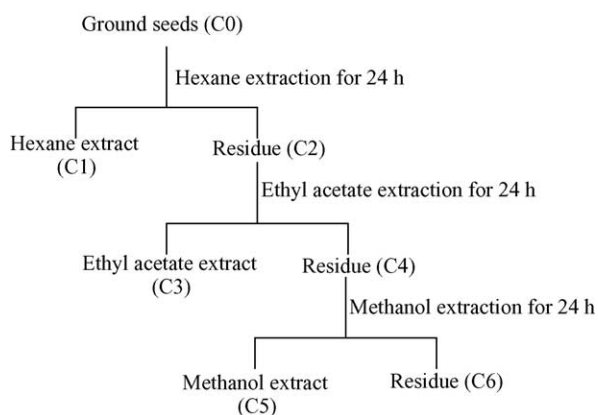 Ground seeds (C0)
Hexane extraction for 24 h
Hexane extract
(C1)
Residue (C2)
Ethyl acetate extraction for 24 h
Ethyl acetate extract
(C3)
Residue (C4)
Methanol extraction for 24 h
Methanol extract
(C5)
Residue (C6)